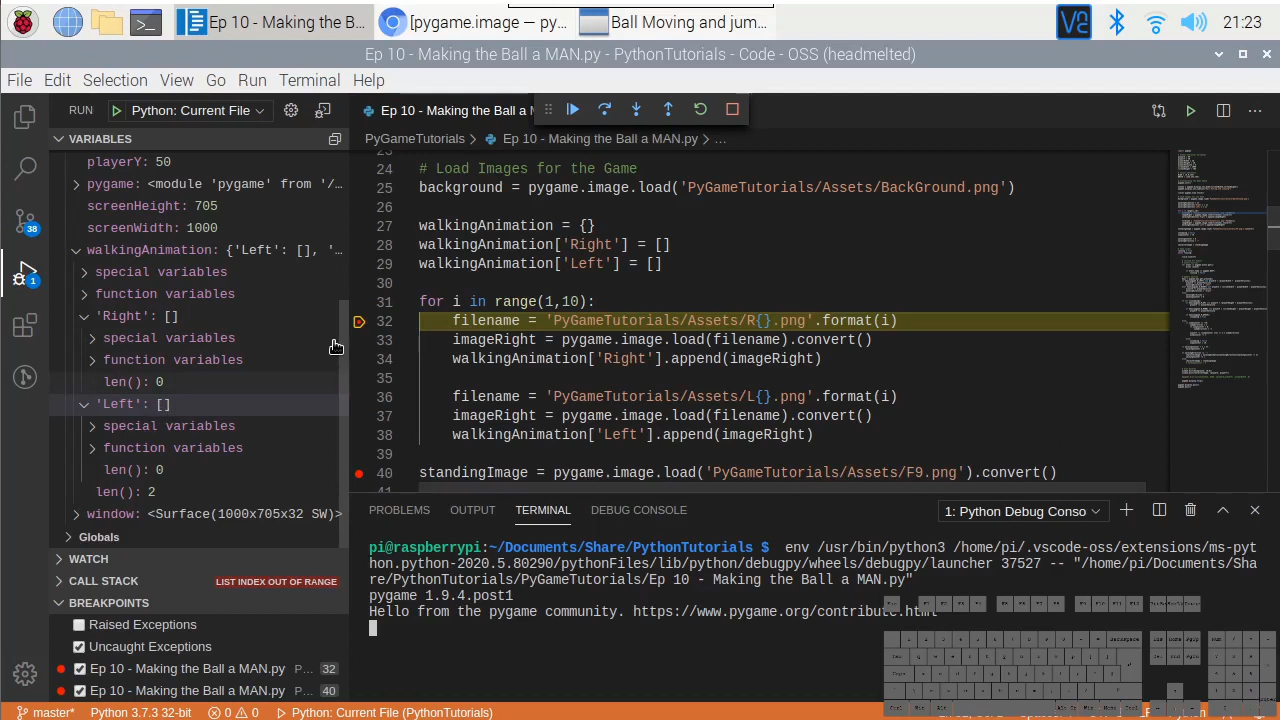 Ep 10 - Making the B...
[pygame.image — py...
Ball Moving and jum...
21:23
Ep 10 - Making the Ball a MAN.py - PythonTutorials - Code - OSS (headmelted)
File Edit Selection View Go Run Terminal Help
RUN Python: Current File
Ep 10 - Making the Ball a M
VARIABLES
PyGameTutorials > Ep 10 - Making the Ball a MAN.py > ...
playerY: 50
pygame: <module 'pygame' from '/...
screenHeight: 705
screenWidth: 1000
walkingAnimation: {'Left': [], '...
special variables
function variables
'Right': []
special variables
function variables
len(): 0
'Left': []
special variables
function variables
len(): 0
len(): 2
window: <Surface(1000x705x32 SW)>
Globals
WATCH
CALL STACK LIST INDEX OUT OF RANGE
BREAKPOINTS
Raised Exceptions
Uncaught Exceptions
Ep 10 - Making the Ball a MAN.py P... 32
Ep 10 - Making the Ball a MAN.py P... 40
38
1
23
24 # Load Images for the Game
25 background = pygame.image.load('PyGameTutorials/Assets/BackGround.png')
26
27 walkingAnimation = {}
28 walkingAnimation['Right'] = []
29 walkingAnimation['Left'] = []
30
31 for i in range(1,10):
32 filename = 'PyGameTutorials/Assets/R{}.png'.format(i)
33 imageRight = pygame.image.load(filename).convert()
34 walkingAnimation['Right'].append(imageRight)
35
36 filename = 'PyGameTutorials/Assets/L{}.png'.format(i)
37 imageRight = pygame.image.load(filename).convert()
38 walkingAnimation['Left'].append(imageRight)
39
40 standingImage = pygame.image.load('PyGameTutorials/Assets/F9.png').convert()
41
PROBLEMS OUTPUT TERMINAL DEBUG CONSOLE 1: Python Debug Conso
pi@raspberrypi:~/Documents/Share/PythonTutorials $ env /usr/bin/python3 /home/pi/.vscode-oss/extensions/ms-pyt
hon.python-2020.5.80290/pythonFiles/lib/python/debugpy/wheels/debugpy/launcher 37527 -- "/home/pi/Documents/Sha
re/PythonTutorials/PyGameTutorials/Ep 10 - Making the Ball a MAN.py"
pygame 1.9.4.post1
Hello from the pygame community. https://www.pygame.org/contribute.html
master* Python 3.7.3 32-bit 0 0 Python: Current File (PythonTutorials)